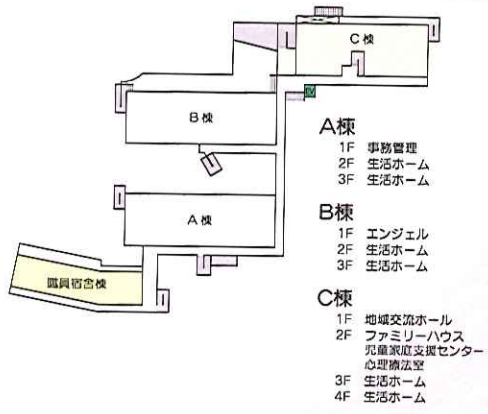 C棟
EV
B棟
A棟
職員宿舎棟
A棟
1F 事務管理
2F 生活ホーム
3F 生活ホーム
B棟
1F エンジェル
2F 生活ホーム
3F 生活ホーム
C棟
1F 地域交流ホール
2F ファミリーハウス
児童家庭支援センター
心理療法室
3F 生活ホーム
4F 生活ホーム